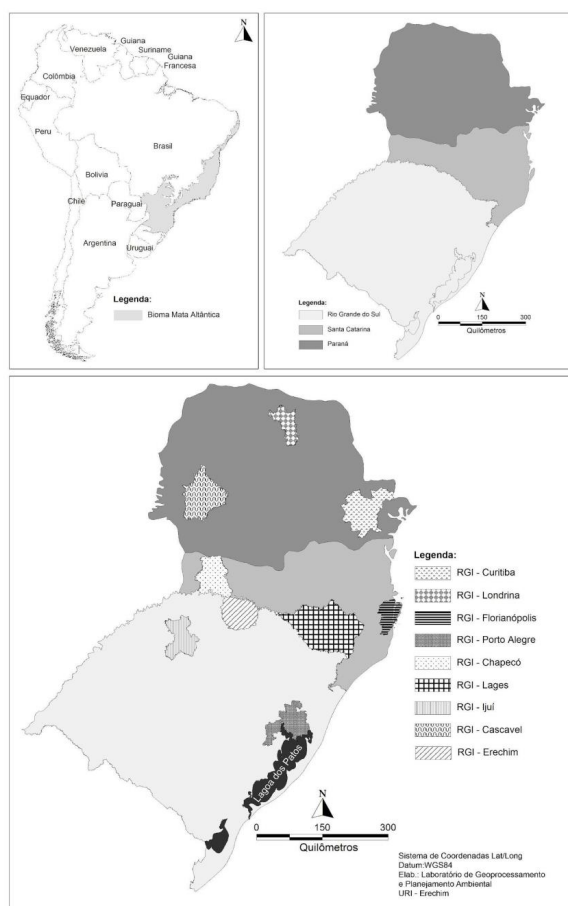 N
Guiana
Venezuela
Suriname
Guiana
Francesa
Colômbia
Equador
Peru
Brasil
Bolivia
Chile
Paraguai
Argentina
Uruguai
Legenda:
Bioma Mata Altântica
Legenda:
Rio Grande do Sul
Santa Catarina
Paraná
N
0 150 300
Quilômetros
Legenda:
RGI - Curitiba
RGI - Londrina
RGI - Florianópolis
RGI - Porto Alegre
RGI - Chapecó
RGI - Lages
RGI - Ijuí
RGI - Cascavel
RGI - Erechim
Lagoa dos Patos
N
0 150 300
Quilômetros
Sistema de Coordenadas Lat/Long
Datum:WGS84
Elab.: Laboratório de Geoprocessamento
e Planejamento Ambiental
URI - Erechim